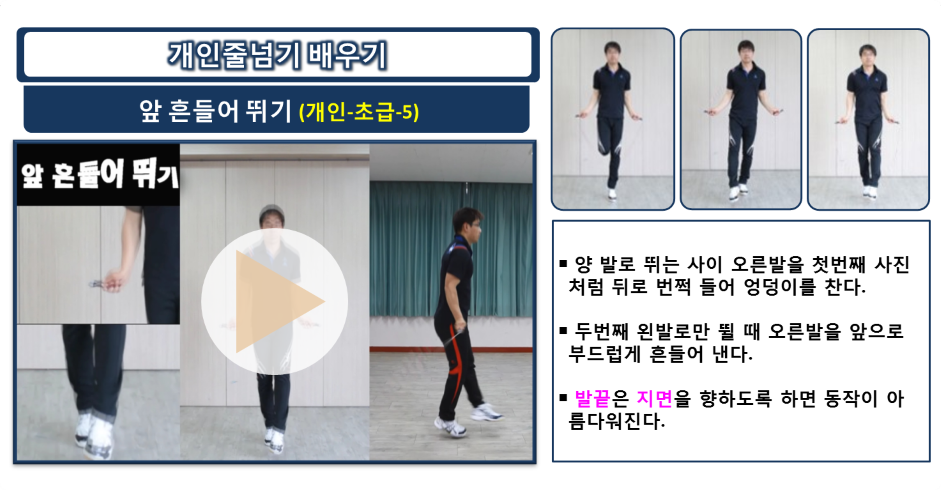 개인줄넘기 배우기
앞 흔들어 뛰기 (개인-초급-5)
앞 흔들어 뛰기
▪ 양 발로 뛰는 사이 오른발을 첫번째 사진
처럼 뒤로 번쩍 들어 엉덩이를 찬다.
▪ 두번째 왼발로만 뛸 때 오른발을 앞으로
부드럽게 흔들어 낸다.
▪ 발끝은 지면을 향하도록 하면 동작이 아
름다워진다.